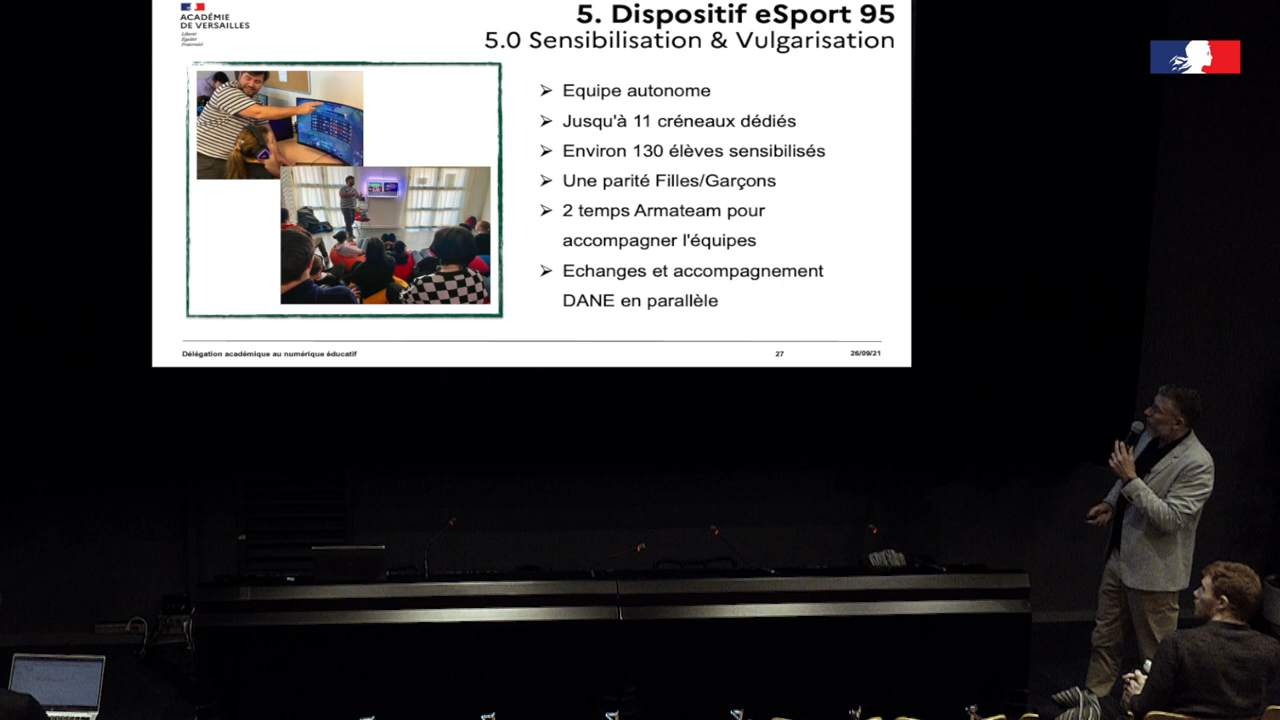 ACADÉMIE
DE VERSAILLES
Liberté
Égalité
Fraternité
5. Dispositif eSport 95
5.0 Sensibilisation & Vulgarisation
➢ Equipe autonome
➢ Jusqu'à 11 créneaux dédiés
➢ Environ 130 élèves sensibilisés
➢ Une parité Filles/Garçons
➢ 2 temps Armateam pour
accompagner l'équipes
➢ Echanges et accompagnement
DANE en parallèle
Délégation académique au numérique éducatif
27
26/09/21